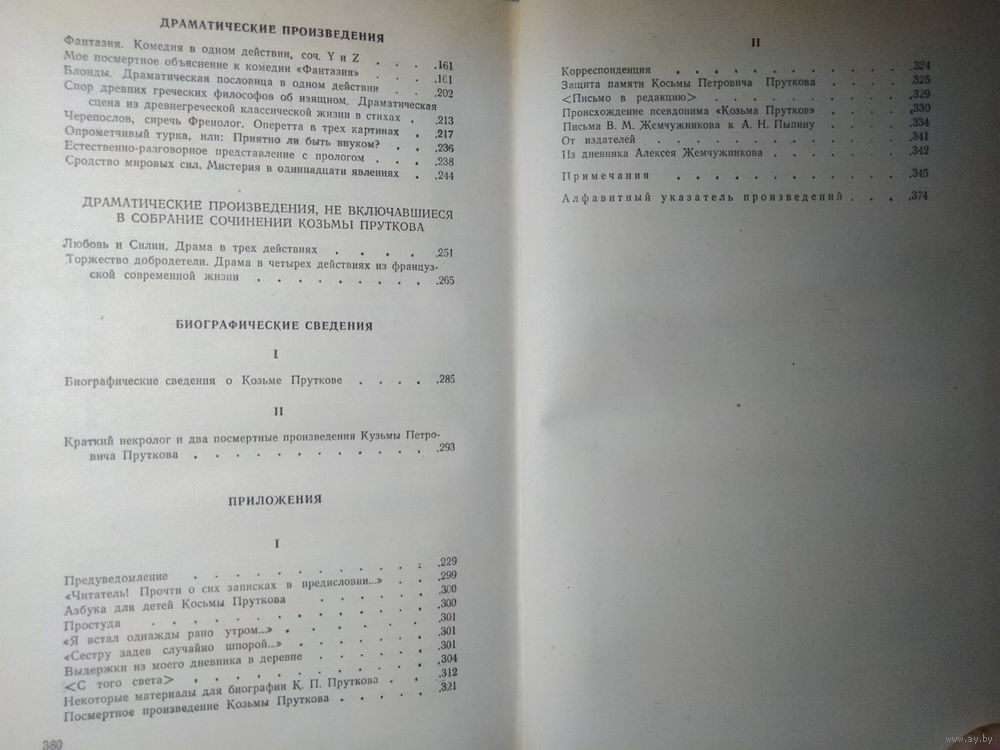 ДРАМАТИЧЕСКИЕ ПРОИЗВЕДЕНИЯ
Фантазия. Комедия в одном действии, соч. Y и Z . . . .161
Мое посмертное объяснение к комедии «Фантазия» . . .161
Блонды. Драматическая пословица в одном действии . . .202
Спор древних греческих философов об изящном. Драматическая
сцена из древнегреческой классической жизни в стихах . .213
Черепослов, сиречь Френолог. Оперетта в трех картинах . .217
Опрометчивый турка, или: Приятно ли быть внуком? . . .236
Естественно-разговорное представление с прологом . . .238
Сродство мировых сил. Мистерия в одиннадцати явлениях . .244
ДРАМАТИЧЕСКИЕ ПРОИЗВЕДЕНИЯ, НЕ ВКЛЮЧАВШИЕСЯ
В СОБРАНИЕ СОЧИНЕНИЙ КОЗЬМЫ ПРУТКОВА
Любовь и Силин. Драма в трех действиях . . . . .251
Торжество добродетели. Драма в четырех действиях из француз-
ской современной жизни . . . . . . . . .265
БИОГРАФИЧЕСКИЕ СВЕДЕНИЯ
I
Биографические сведения о Козьме Пруткове . . . . .285
II
Краткий некролог и два посмертные произведения Кузьмы Петро-
вича Пруткова . . . . . . . . . . . . .293
ПРИЛОЖЕНИЯ
I
Предуведомление . . . . . . . . . . .229
«Читатель! Прочти о сих записках в предисловии...» . . .299
Азбука для детей Косьмы Пруткова . . . . . .300
Простуда . . . . . . . . . . . .300
«Я встал однажды рано утром...» . . . . . . .301
«Сестру задев случайно шпорой...» . . . . . .301
Выдержки из моего дневника в деревне . . . . .301
<С того света> . . . . . . . . . .304
Некоторые материалы для биографии К. П. Пруткова . . .312
Посмертное произведение Козьмы Пруткова . . . . .321
380
II
Корреспонденция . . . . . . . . . . .324
Защита памяти Косьмы Петровича Пруткова . . . . .325
<Письмо в редакцию> . . . . . . . . . .329
Происхождение псевдонима «Козьма Прутков» . . . . .330
Письма В. М. Жемчужникова к А. Н. Пыпину . . . . .334
От издателей . . . . . . . . . . . .341
Из дневника Алексея Жемчужникова . . . . . . .342
Примечания . . . . . . . . . . . .345
Алфавитный указатель произведений . . . .374
www.ay.by